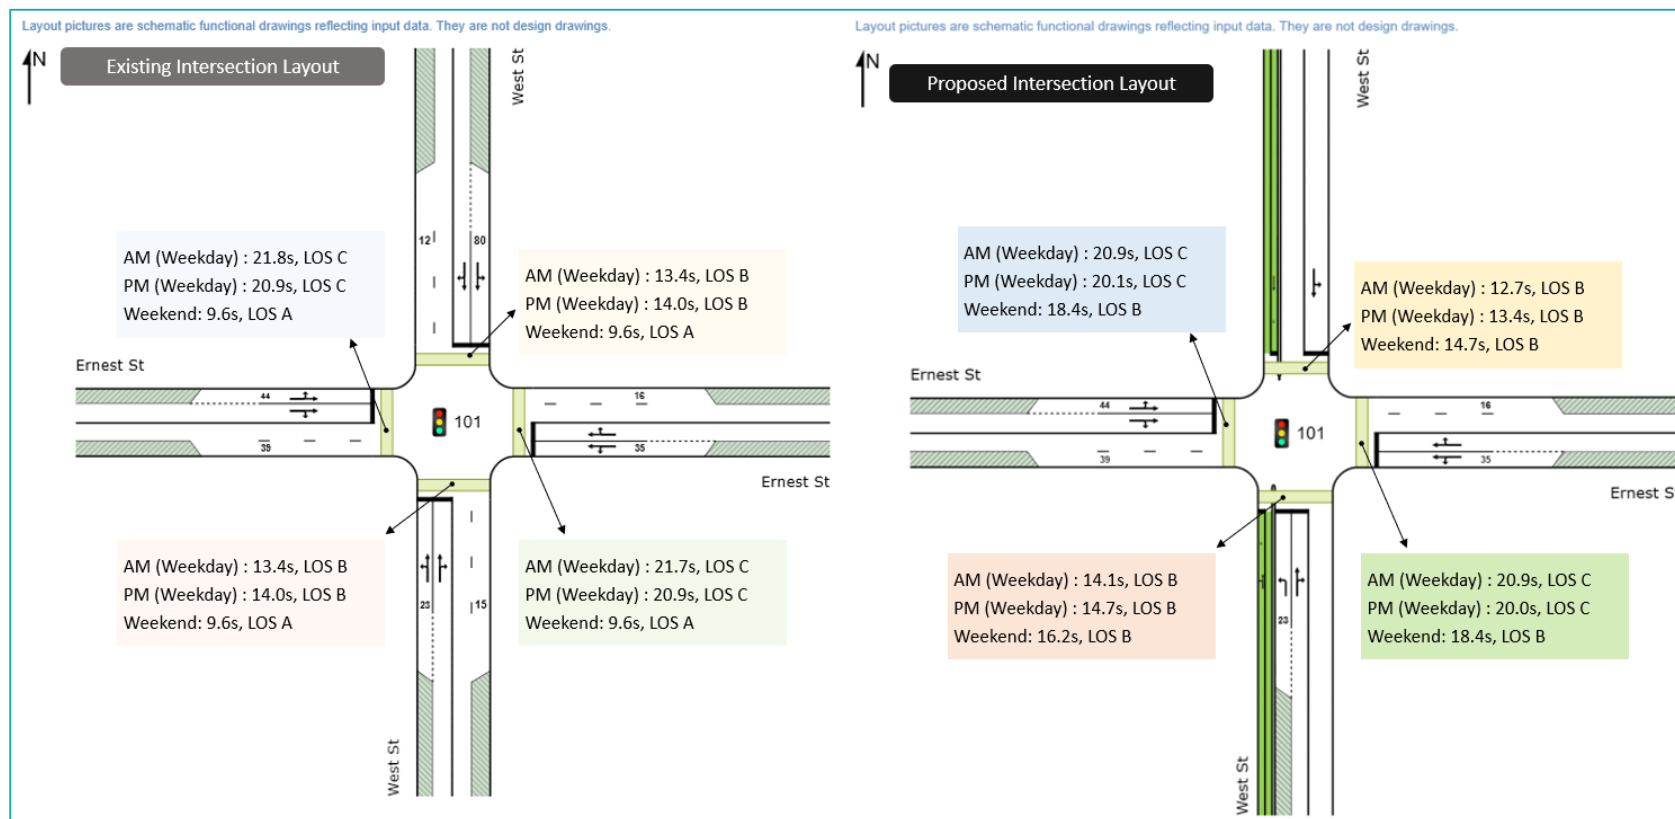 Layout pictures are schematic functional drawings reflecting input data. They are not design drawings.
N
Existing Intersection Layout
West St
12
80
AM (Weekday) : 21.8s, LOS C
PM (Weekday) : 20.9s, LOS C
Weekend: 9.6s, LOS A
AM (Weekday) : 13.4s, LOS B
PM (Weekday) : 14.0s, LOS B
Weekend: 9.6s, LOS A
Ernest St
44
16
101
39
35
Ernest St
AM (Weekday) : 13.4s, LOS B
PM (Weekday) : 14.0s, LOS B
Weekend: 9.6s, LOS A
23
15
AM (Weekday) : 21.7s, LOS C
PM (Weekday) : 20.9s, LOS C
Weekend: 9.6s, LOS A
West St
Layout pictures are schematic functional drawings reflecting input data. They are not design drawings.
N
Proposed Intersection Layout
West St
AM (Weekday) : 20.9s, LOS C
PM (Weekday) : 20.1s, LOS C
Weekend: 18.4s, LOS B
AM (Weekday) : 12.7s, LOS B
PM (Weekday) : 13.4s, LOS B
Weekend: 14.7s, LOS B
Ernest St
44
16
101
39
35
Ernest St
AM (Weekday) : 14.1s, LOS B
PM (Weekday) : 14.7s, LOS B
Weekend: 16.2s, LOS B
23
AM (Weekday) : 20.9s, LOS C
PM (Weekday) : 20.0s, LOS C
Weekend: 18.4s, LOS B
West St